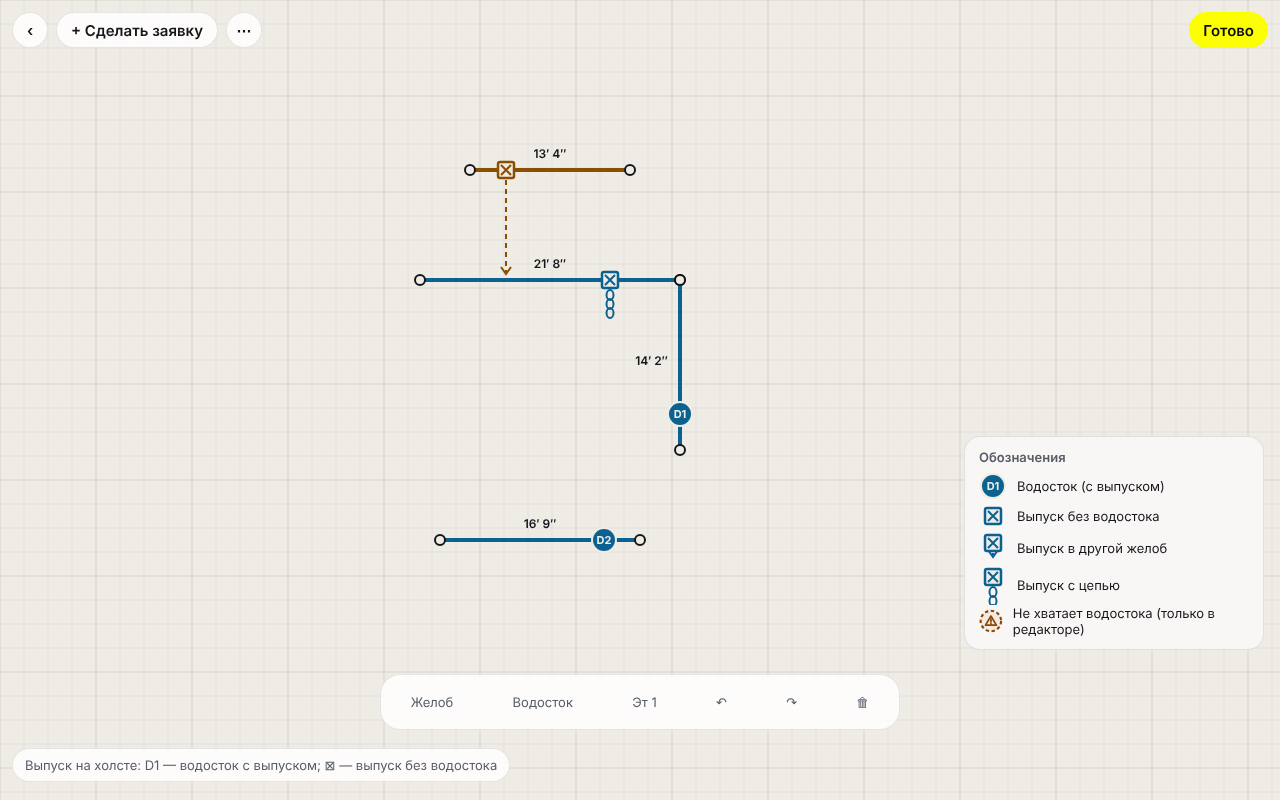 ‹
+ Сделать заявку
⋯
Готово
13′ 4″
21′ 8″
14′ 2″
D1
16′ 9″
D2
Обозначения
D1 Водосток (с выпуском)
Выпуск без водостока
Выпуск в другой желоб
Выпуск с цепью
Не хватает водостока (только в
редакторе)
Желоб Водосток Эт 1 ↶ ↷ 🗑
Выпуск на холсте: D1 — водосток с выпуском; ⊠ — выпуск без водостока